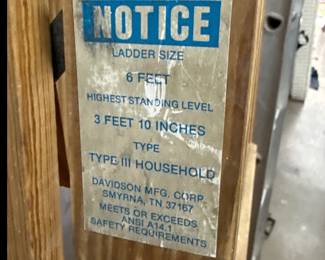 NOTICE
LADDER SIZE
6 FEET
HIGHEST STANDING LEVEL
3 FEET 10 INCHES
TYPE
TYPE III HOUSEHOLD
DAVIDSON MFG. CORP.
SMYRNA, TN 37167
MEETS OR EXCEEDS
ANSI A14.1
SAFETY REQUIREMENTS